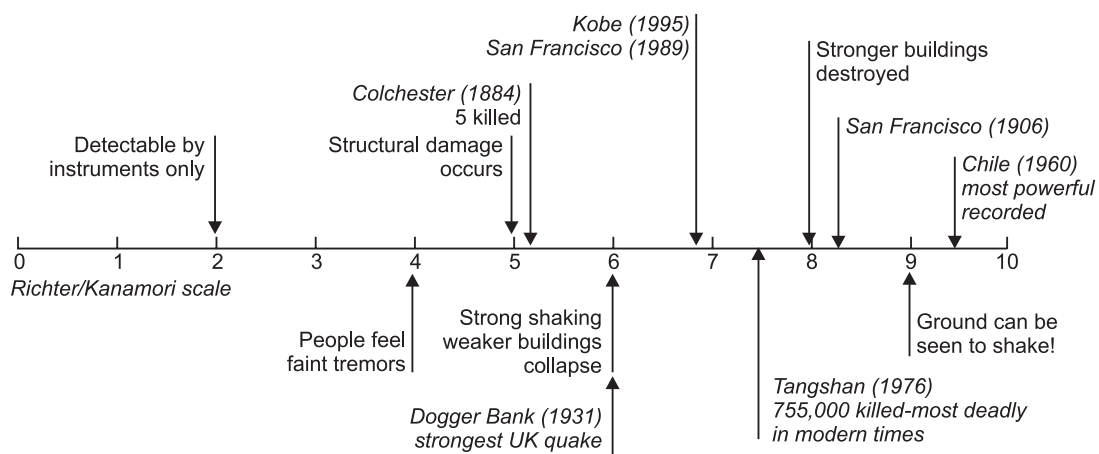 Kobe (1995)
San Francisco (1989)
Stronger buildings
destroyed
Colchester (1884)
5 killed
San Francisco (1906)
Detectable by
instruments only
Structural damage
occurs
Chile (1960)
most powerful
recorded
0 1 2 3 4 5 6 7 8 9 10
Richter/Kanamori scale
People feel
faint tremors
Strong shaking
weaker buildings
collapse
Ground can be
seen to shake!
Dogger Bank (1931)
strongest UK quake
Tangshan (1976)
755,000 killed-most deadly
in modern times